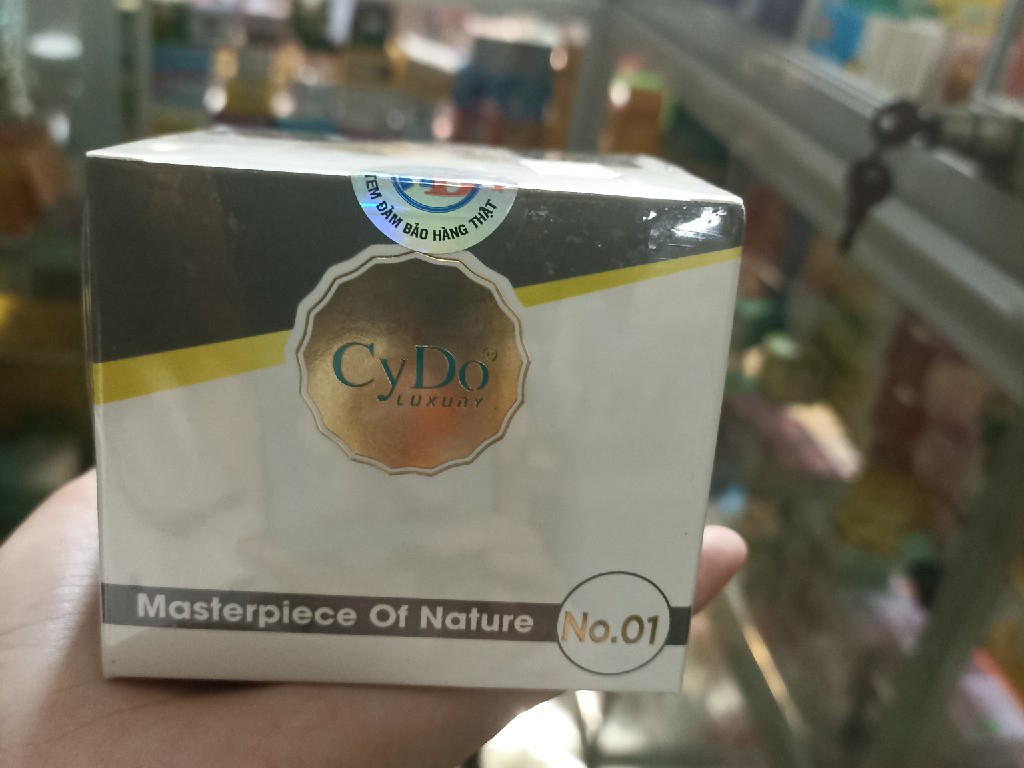 TEM ĐẢM BẢO HÀNG THẬT
CyDo
LUXURY
Masterpiece Of Nature
No.01